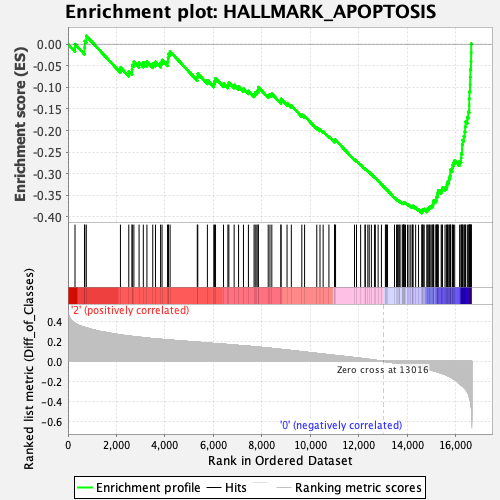 Enrichment plot: HALLMARK_APOPTOSIS
Enrichment score (ES)
0.00
-0.05
-0.10
-0.15
-0.20
-0.25
-0.30
-0.35
-0.40
'2' (positively correlated)
Ranked list metric (Diff_of_Classes)
0.4
0.2
0.0
-0.2
-0.4
-0.6
Zero cross at 13016
'0' (negatively correlated)
0
2,000
4,000
6,000
8,000
10,000
12,000
14,000
16,000
Rank in Ordered Dataset
Enrichment profile
Hits
Ranking metric scores